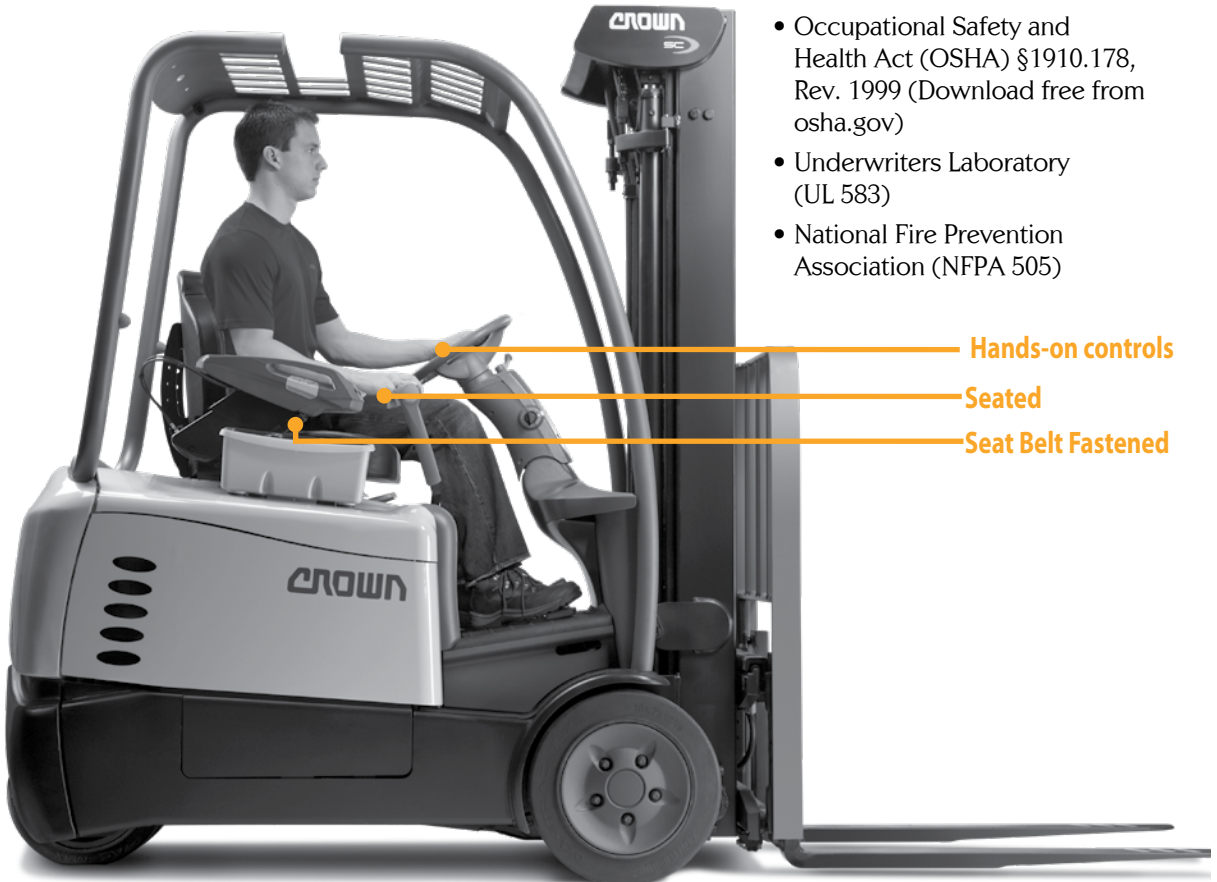 CROWN
SC
• Occupational Safety and
Health Act (OSHA) §1910.178,
Rev. 1999 (Download free from
osha.gov)
• Underwriters Laboratory
(UL 583)
• National Fire Prevention
Association (NFPA 505)
Hands-on controls
Seated
Seat Belt Fastened
CROWN